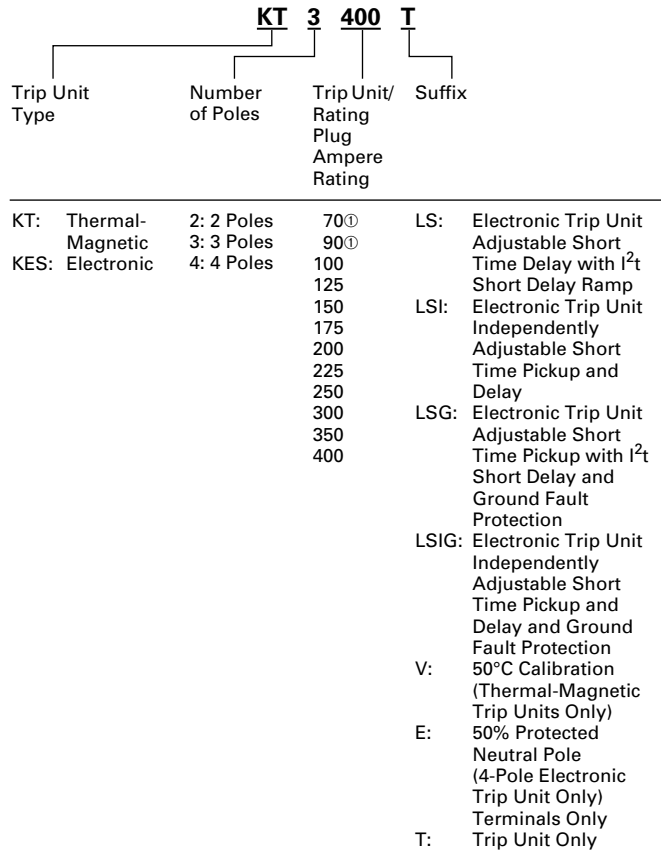 KT 3 400 T
Trip Unit
Type
Number
of Poles
Trip Unit/
Rating
Plug
Ampere
Rating
Suffix
KT: Thermal-
Magnetic
KES: Electronic
2: 2 Poles
3: 3 Poles
4: 4 Poles
70①
90①
100
125
150
175
200
225
250
300
350
400
LS: Electronic Trip Unit
Adjustable Short
Time Delay with I²t
Short Delay Ramp
LSI: Electronic Trip Unit
Independently
Adjustable Short
Time Pickup and
Delay
LSG: Electronic Trip Unit
Adjustable Short
Time Pickup with I²t
Short Delay and
Ground Fault
Protection
LSIG: Electronic Trip Unit
Independently
Adjustable Short
Time Pickup and
Delay and Ground
Fault Protection
V: 50°C Calibration
(Thermal-Magnetic
Trip Units Only)
E: 50% Protected
Neutral Pole
(4-Pole Electronic
Trip Unit Only)
Terminals Only
T: Trip Unit Only